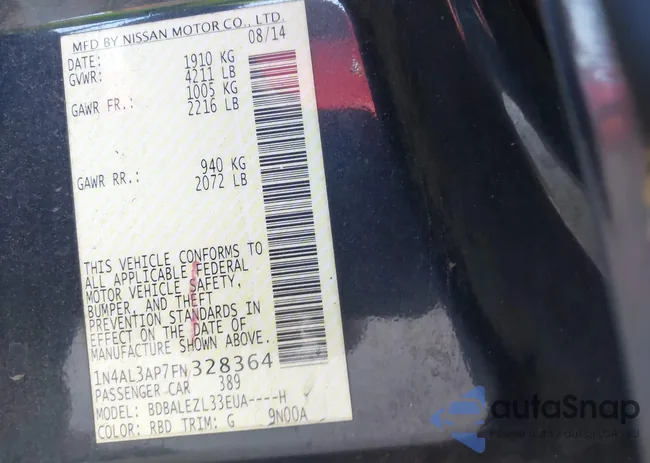 MFD BY NISSAN MOTOR CO., LTD.
DATE: 08/14
GVWR: 1910 KG
4211 LB
GAWR FR.: 1005 KG
2216 LB
GAWR RR.: 940 KG
2072 LB
THIS VEHICLE CONFORMS TO
ALL APPLICABLE FEDERAL
MOTOR VEHICLE SAFETY,
BUMPER, AND THEFT
PREVENTION STANDARDS IN
EFFECT ON THE DATE OF
MANUFACTURE SHOWN ABOVE.
1N4AL3AP7FN328364
PASSENGER CAR 389
MODEL: BDBALEZL33EUA----H
COLOR: RBD TRIM: G 9N00A
autaSnap